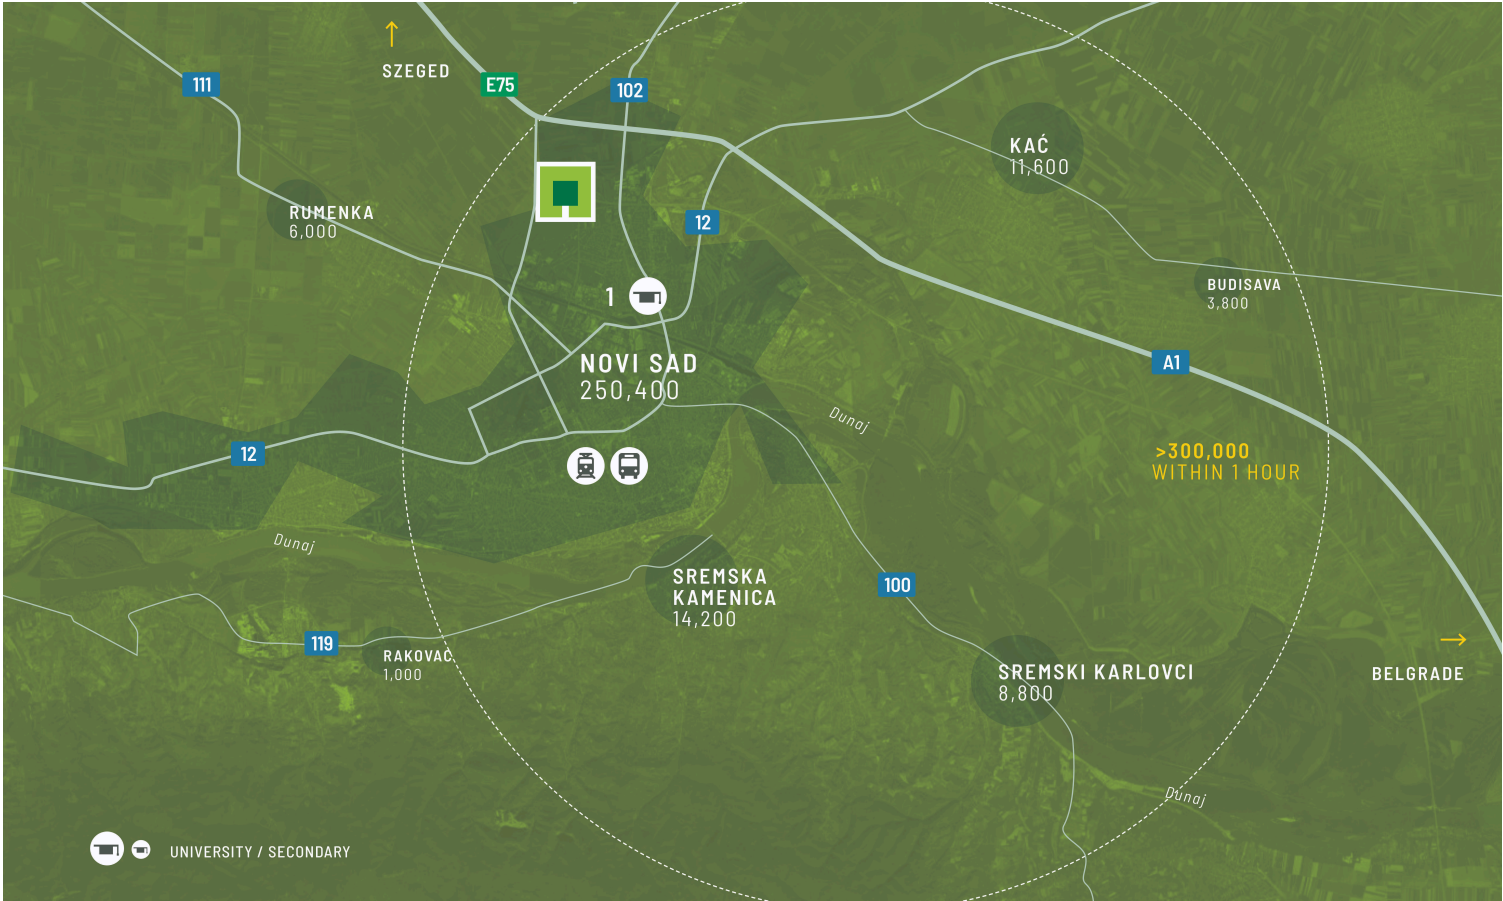 SZEGED
111
E75
102
KAĆ
11,600
RUMENKA
6,000
12
BUDISAVA
3,800
1
NOVI SAD
250,400
A1
Dunaj
12
>300,000
WITHIN 1 HOUR
Dunaj
SREMSKA
KAMENICA
14,200
100
119
RAKOVAC
1,000
SREMSKI KARLOVCI
8,800
BELGRADE
Dunaj
UNIVERSITY / SECONDARY